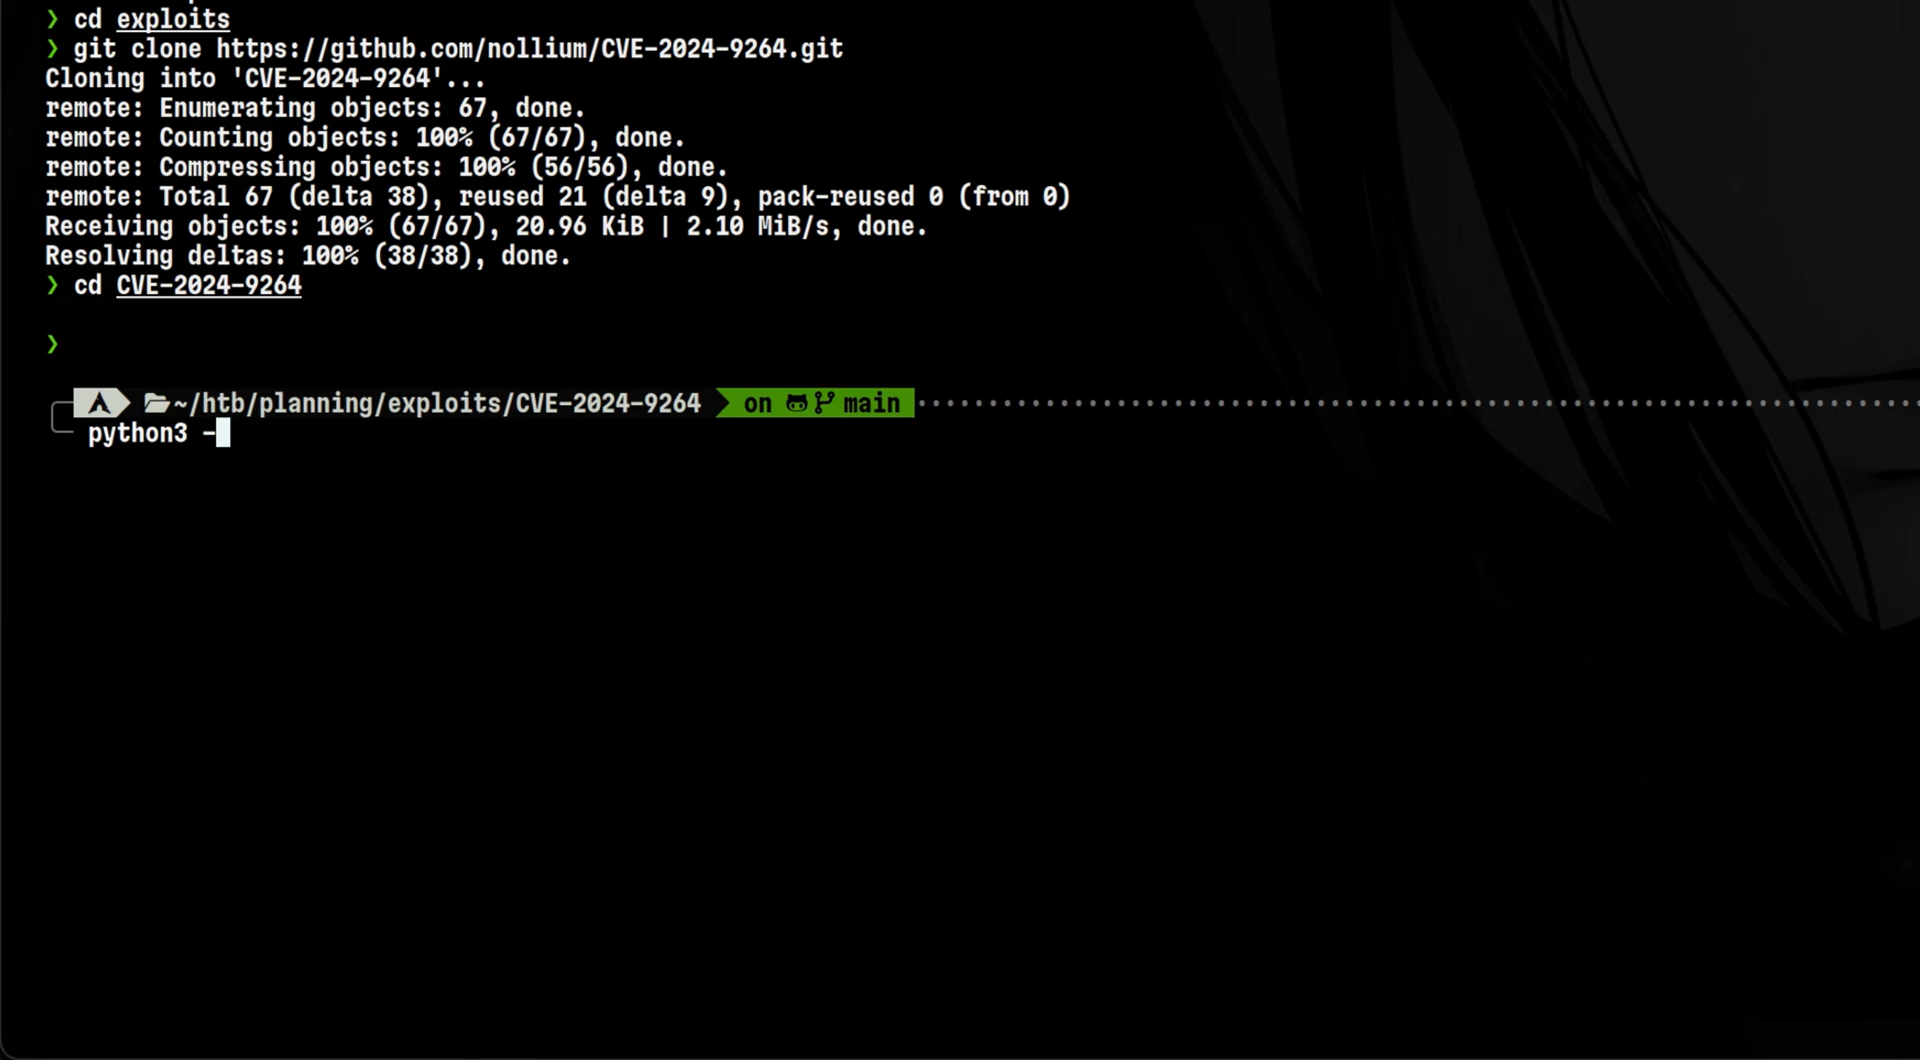 ❯ cd exploits
❯ git clone https://github.com/nollium/CVE-2024-9264.git
Cloning into 'CVE-2024-9264'...
remote: Enumerating objects: 67, done.
remote: Counting objects: 100% (67/67), done.
remote: Compressing objects: 100% (56/56), done.
remote: Total 67 (delta 38), reused 21 (delta 9), pack-reused 0 (from 0)
Receiving objects: 100% (67/67), 20.96 KiB | 2.10 MiB/s, done.
Resolving deltas: 100% (38/38), done.
❯ cd CVE-2024-9264
❯
~/htb/planning/exploits/CVE-2024-9264 on main
python3 -